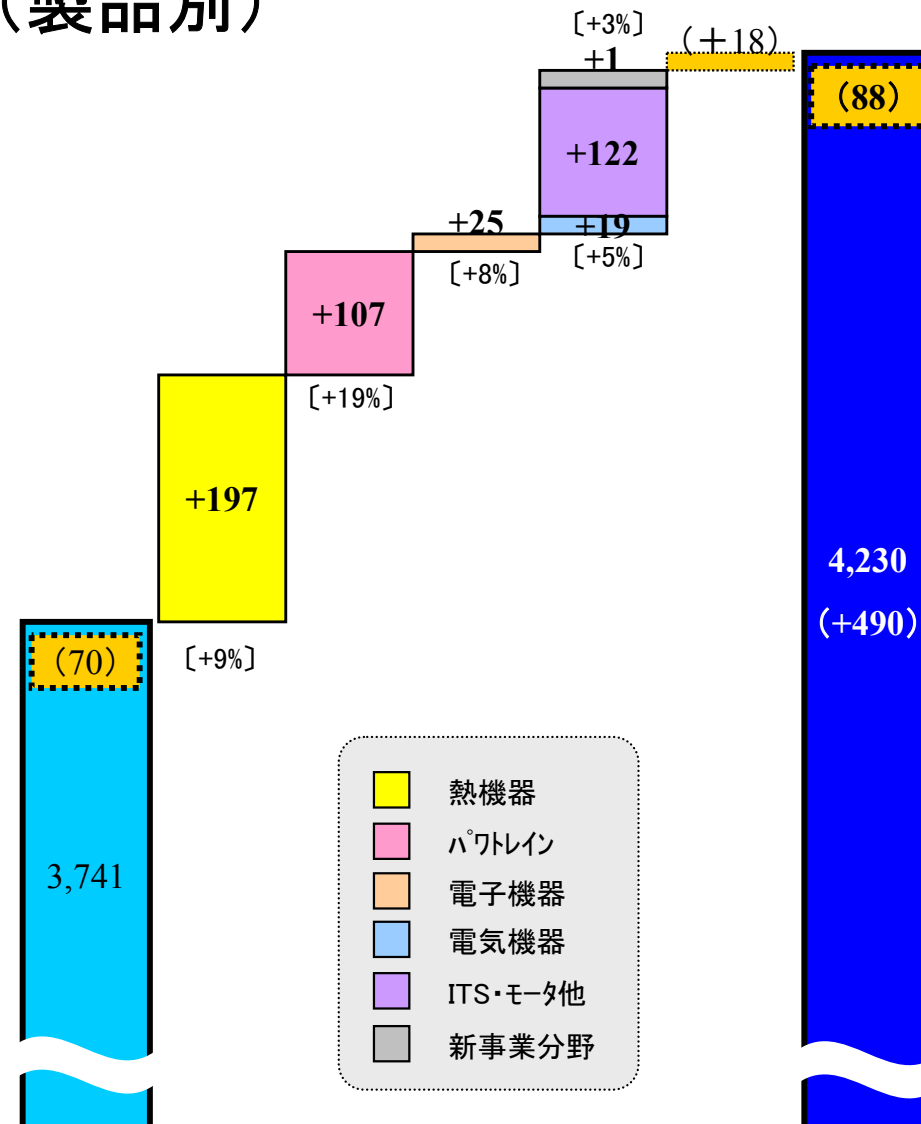 (製品別)
〔+3%〕
+1
(＋18)
(88)
+122
+25
+19
〔+8%〕
〔+5%〕
+107
〔+19%〕
+197
4,230
(+490)
〔+9%〕
(70)
3,741
熱機器
ﾊﾟﾜﾄﾚｲﾝ
電子機器
電気機器
ITS・ﾓｰﾀ他
新事業分野